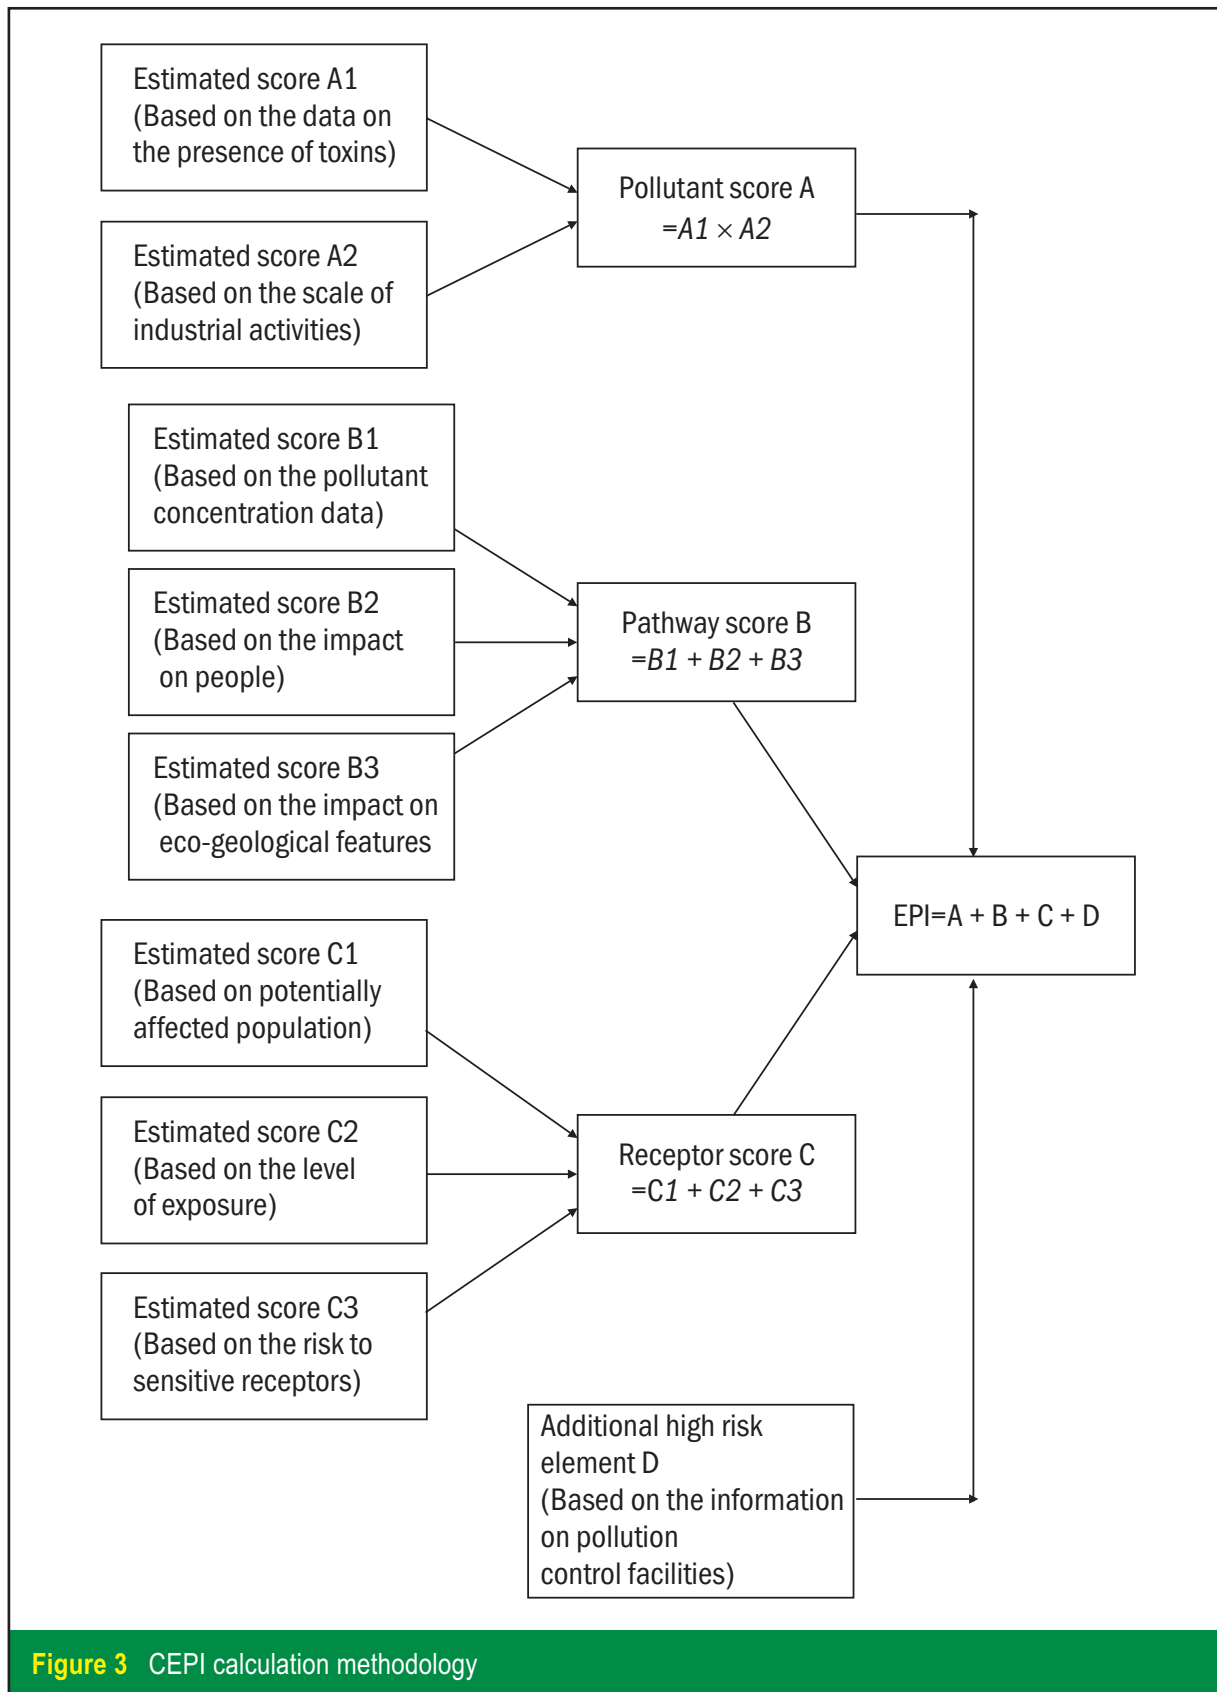 Estimated score A1
(Based on the data on
the presence of toxins)
Pollutant score A
=A1 × A2
Estimated score A2
(Based on the scale of
industrial activities)
Estimated score B1
(Based on the pollutant
concentration data)
Estimated score B2
(Based on the impact
on people)
Pathway score B
=B1 + B2 + B3
Estimated score B3
(Based on the impact on
eco-geological features
EPI=A + B + C + D
Estimated score C1
(Based on potentially
affected population)
Estimated score C2
(Based on the level
of exposure)
Receptor score C
=C1 + C2 + C3
Estimated score C3
(Based on the risk to
sensitive receptors)
Additional high risk
element D
(Based on the information
on pollution
control facilities)
Figure 3 CEPI calculation methodology